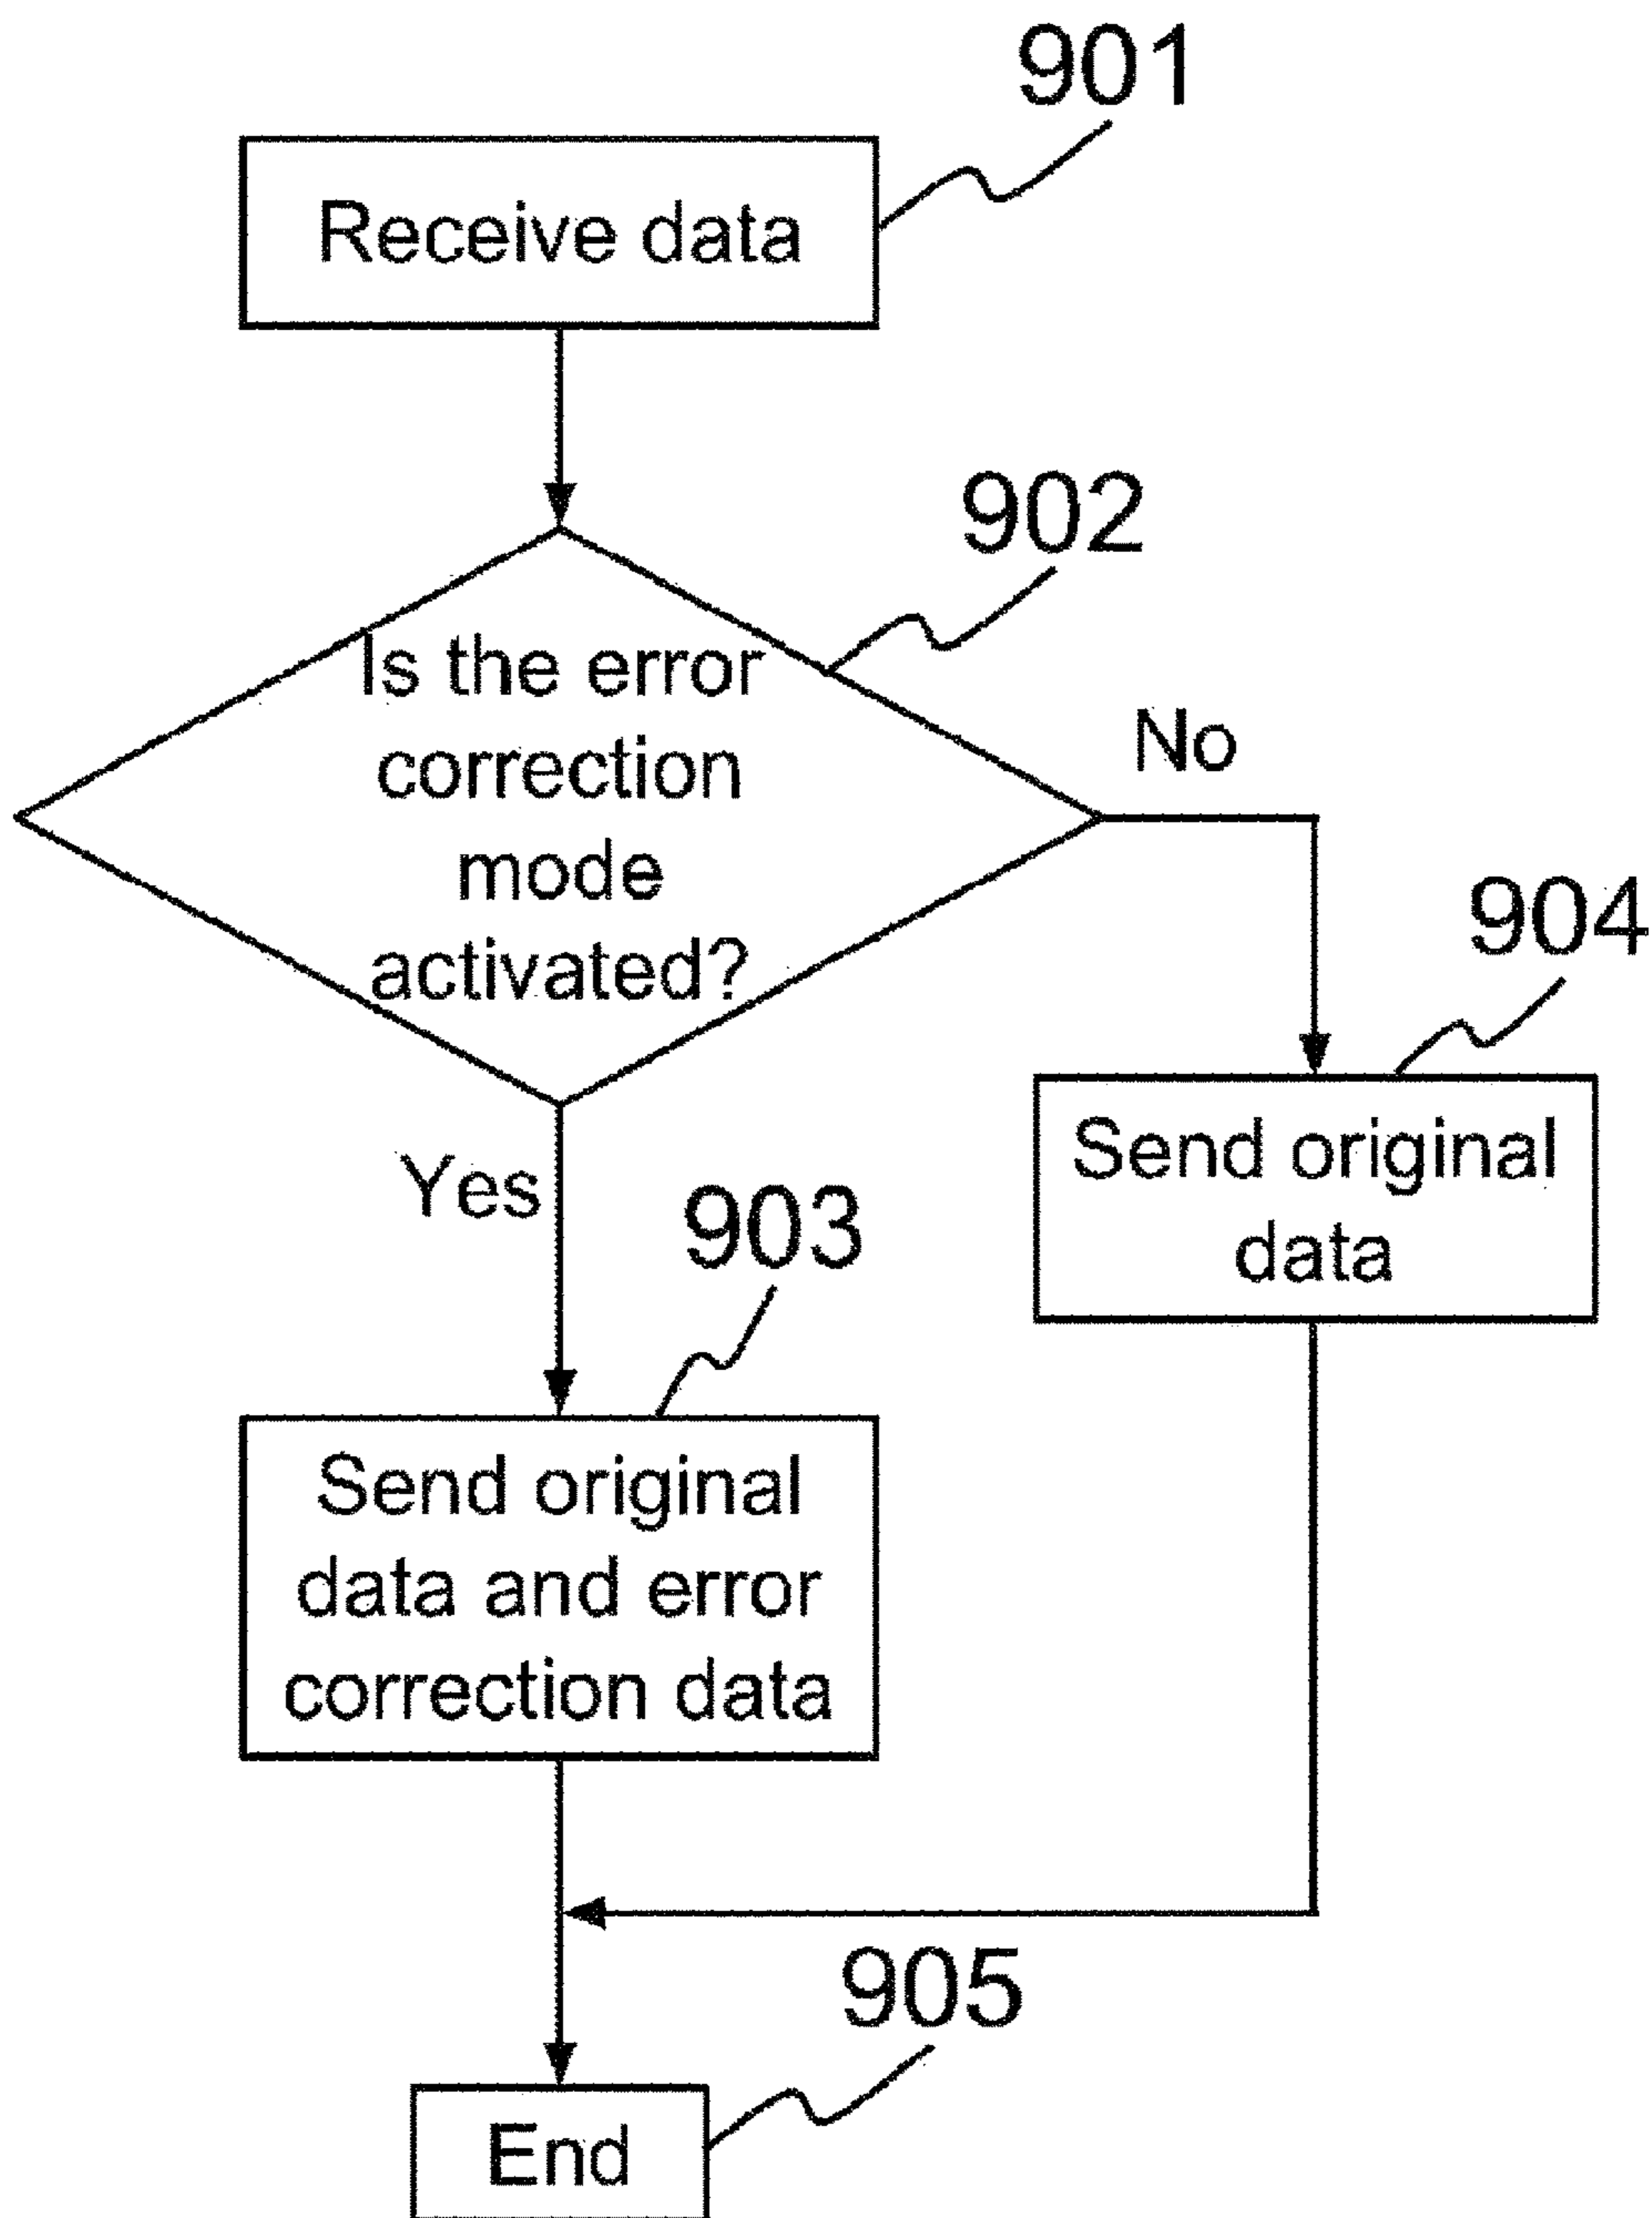 901
Receive data
902
Is the error
correction
mode
activated?
No
904
Send original
data
Yes
903
Send original
data and error
correction data
905
End